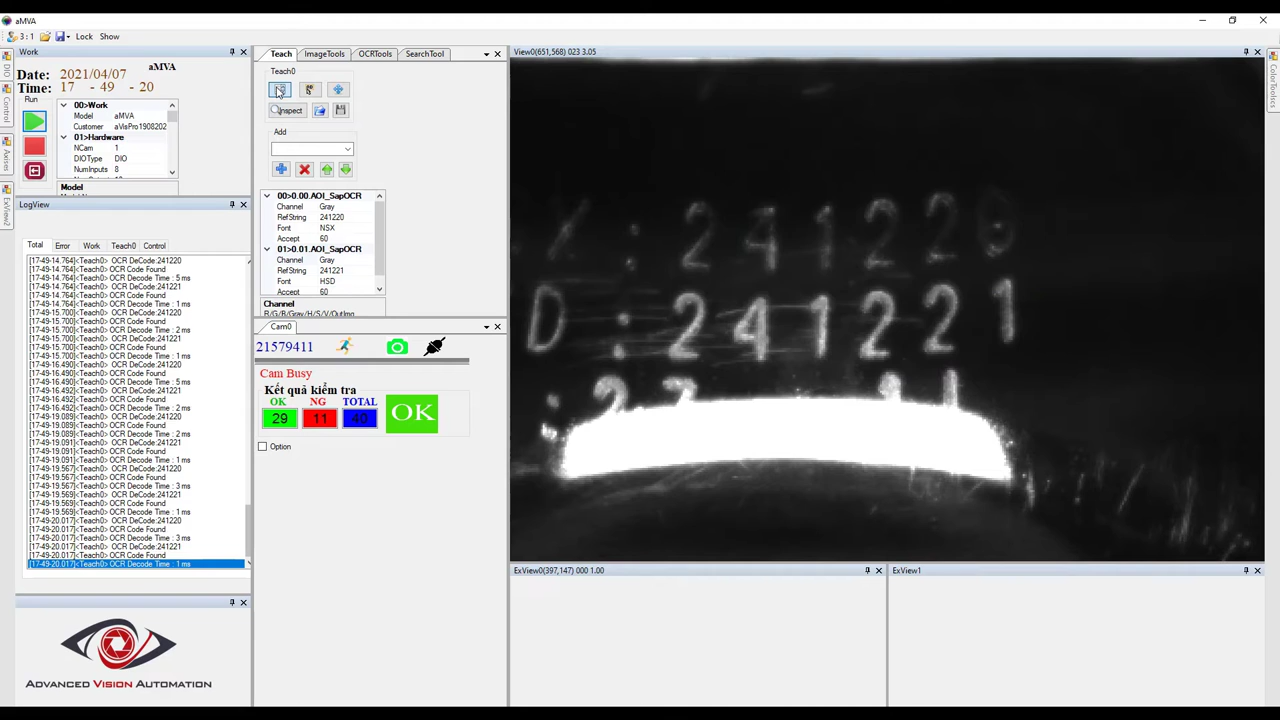 aMVA
3 : 1
Lock
Show
Work
aMVA
Date: 2021/04/07
Time: 17 - 49 - 20
Run
00>Work
Model aMVA
Customer aVisPro1908202
01>Hardware
NCam 1
DIOType DIO
NumInputs 8
Model
DIO
Control
Axises
ExView2
LogView
Total
Error
Work
Teach0
Control
[17-49-14.764]<Teach0> OCR DeCode:241220
[17-49-14.764]<Teach0> OCR Code Found
[17-49-14.764]<Teach0> OCR Decode Time : 5 ms
[17-49-14.764]<Teach0> OCR DeCode:241221
[17-49-14.764]<Teach0> OCR Code Found
[17-49-14.764]<Teach0> OCR Decode Time : 1 ms
[17-49-15.700]<Teach0> OCR DeCode:241220
[17-49-15.700]<Teach0> OCR Code Found
[17-49-15.700]<Teach0> OCR Decode Time : 2 ms
[17-49-15.700]<Teach0> OCR DeCode:241221
[17-49-15.700]<Teach0> OCR Code Found
[17-49-15.700]<Teach0> OCR Decode Time : 1 ms
[17-49-16.490]<Teach0> OCR DeCode:241220
[17-49-16.490]<Teach0> OCR Code Found
[17-49-16.490]<Teach0> OCR Decode Time : 5 ms
[17-49-16.492]<Teach0> OCR DeCode:241221
[17-49-16.492]<Teach0> OCR Code Found
[17-49-16.492]<Teach0> OCR Decode Time : 1 ms
[17-49-19.089]<Teach0> OCR DeCode:241220
[17-49-19.089]<Teach0> OCR Code Found
[17-49-19.089]<Teach0> OCR Decode Time : 2 ms
[17-49-19.091]<Teach0> OCR DeCode:241221
[17-49-19.091]<Teach0> OCR Code Found
[17-49-19.091]<Teach0> OCR Decode Time : 1 ms
[17-49-19.567]<Teach0> OCR DeCode:241220
[17-49-19.567]<Teach0> OCR Code Found
[17-49-19.567]<Teach0> OCR Decode Time : 3 ms
[17-49-19.569]<Teach0> OCR DeCode:241221
[17-49-19.569]<Teach0> OCR Code Found
[17-49-19.569]<Teach0> OCR Decode Time : 1 ms
[17-49-20.017]<Teach0> OCR DeCode:241220
[17-49-20.017]<Teach0> OCR Code Found
[17-49-20.017]<Teach0> OCR Decode Time : 3 ms
[17-49-20.017]<Teach0> OCR DeCode:241221
[17-49-20.017]<Teach0> OCR Code Found
[17-49-20.017]<Teach0> OCR Decode Time : 1 ms
ADVANCED VISION AUTOMATION
Teach
ImageTools
OCRTools
SearchTool
Teach0
Inspect
Add
00>0.00.AOI_SapOCR
Channel Gray
RefString 241220
Font NSX
Accept 60
01>0.01.AOI_SapOCR
Channel Gray
RefString 241221
Font HSD
Accept 60
Channel
R/G/B/Gray/H/S/V/OutImg
Cam0
21579411
Cam Busy
Kết quả kiểm tra
OK NG TOTAL
29 11 40
OK
Option
View0(651,568) 023 3.05
: 241220
D : 241221
ExView0(397,147) 000 1.00
ExView1
ColorToolscs